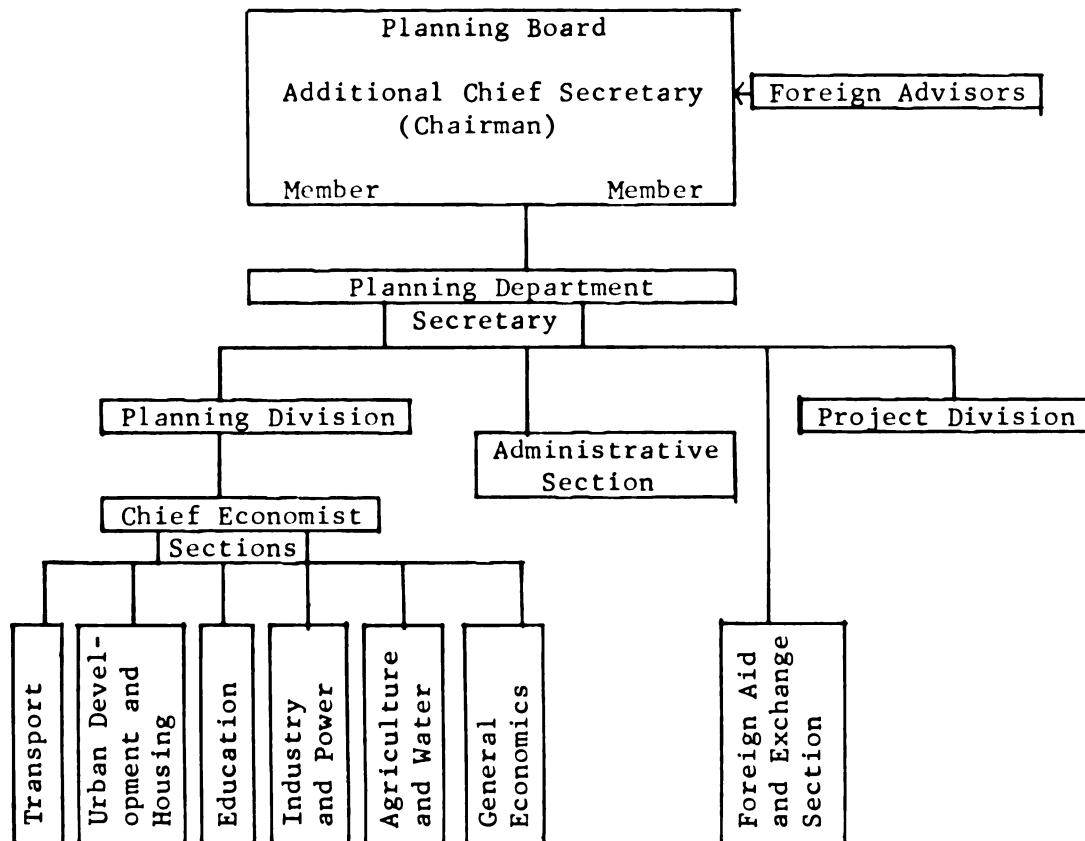 Planning Board
Additional Chief Secretary
(Chairman)
Member Member
Foreign Advisors
Planning Department
Secretary
Planning Division
Administrative
Section
Project Division
Chief Economist
Sections
Transport
Urban Devel-
opment and
Housing
Education
Industry
and Power
Agriculture
and Water
General
Economics
Foreign Aid
and Exchange
Section